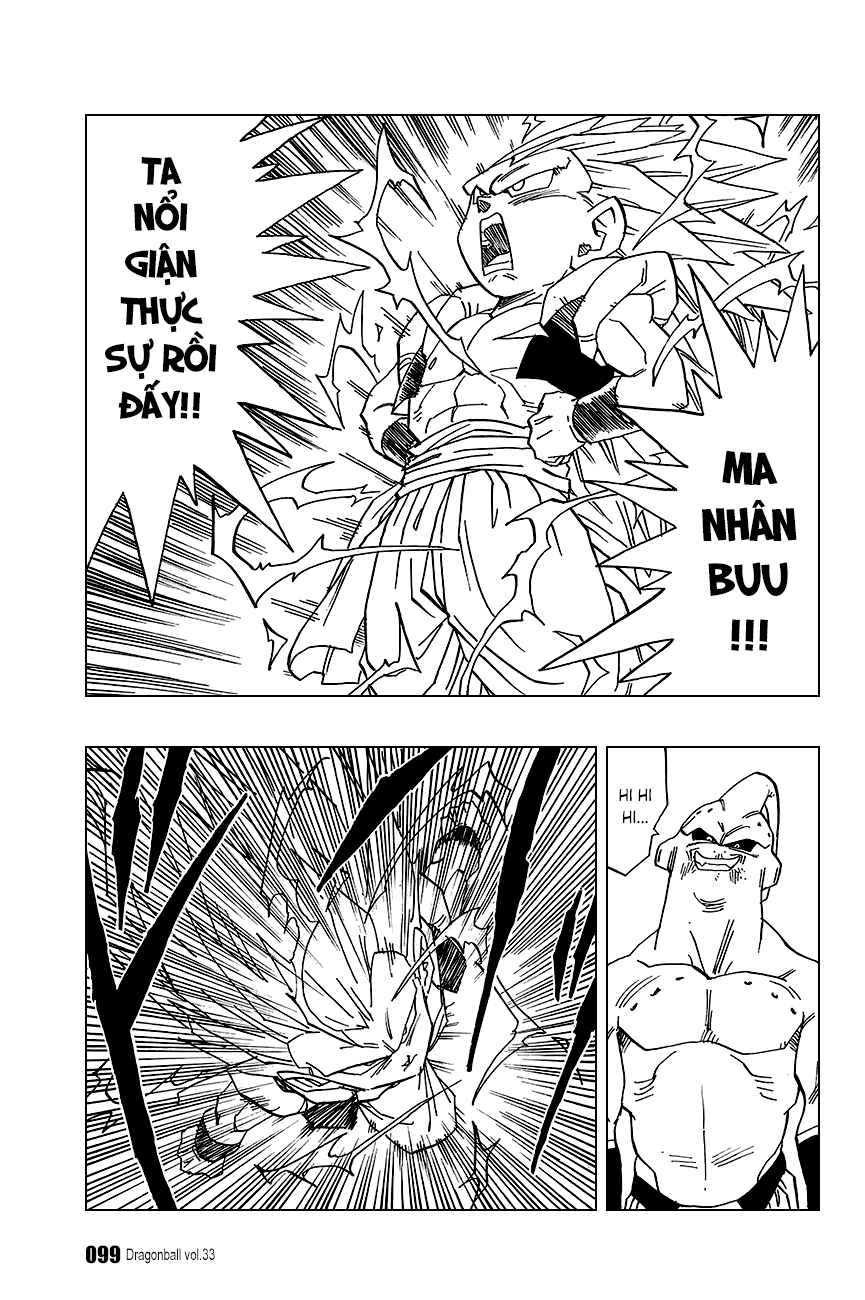 MA
NHÂN
BUU
!!!
TA
NỔI
GIẬN
THỰC
SỰ RỒI
ĐẤY!!
HI HI
HI...
099 Dragonball vol.33